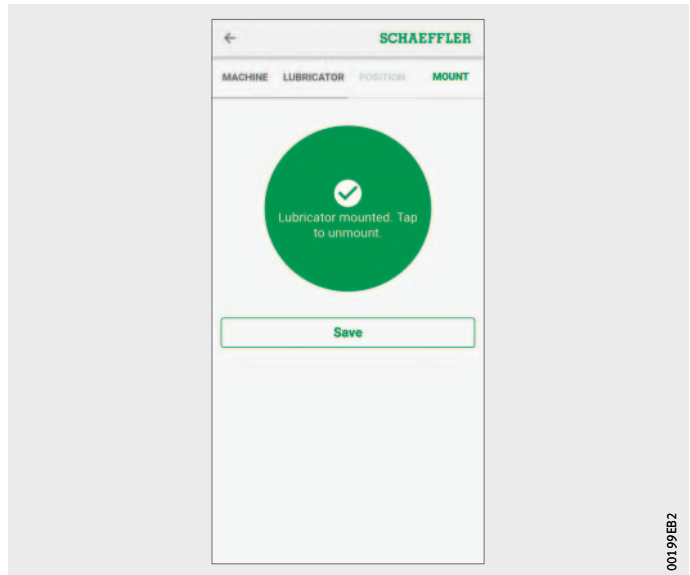 SCHAEFFLER
MACHINE LUBRICATOR POSITION MOUNT
Lubricator mounted. Tap
to unmount.
Save
00199EB2